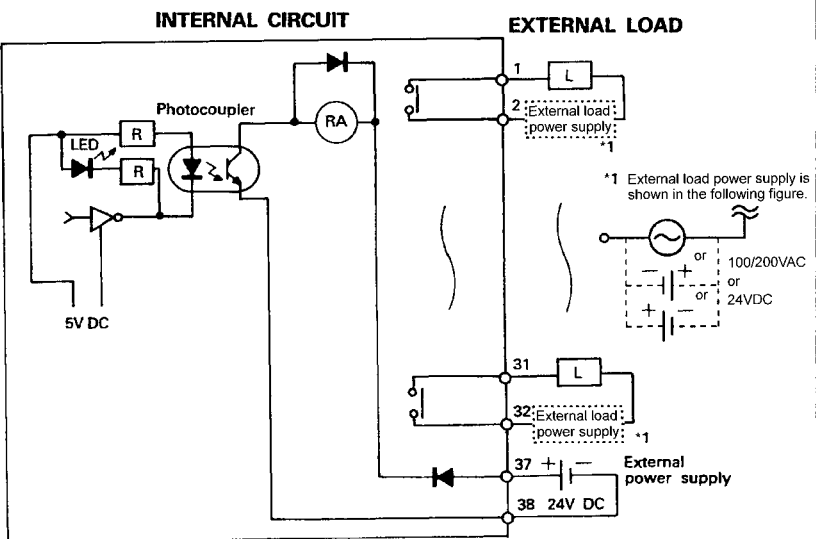 INTERNAL CIRCUIT
EXTERNAL LOAD
Photocoupler
LED
R
R
RA
5V DC
1
L
2
External load
power supply
*1
*1 External load power supply is
shown in the following figure.
or
100/200VAC
− +
or
or
24VDC
+ −
31
L
32
External load
power supply
*1
37
+ −
External
power supply
38
24V DC